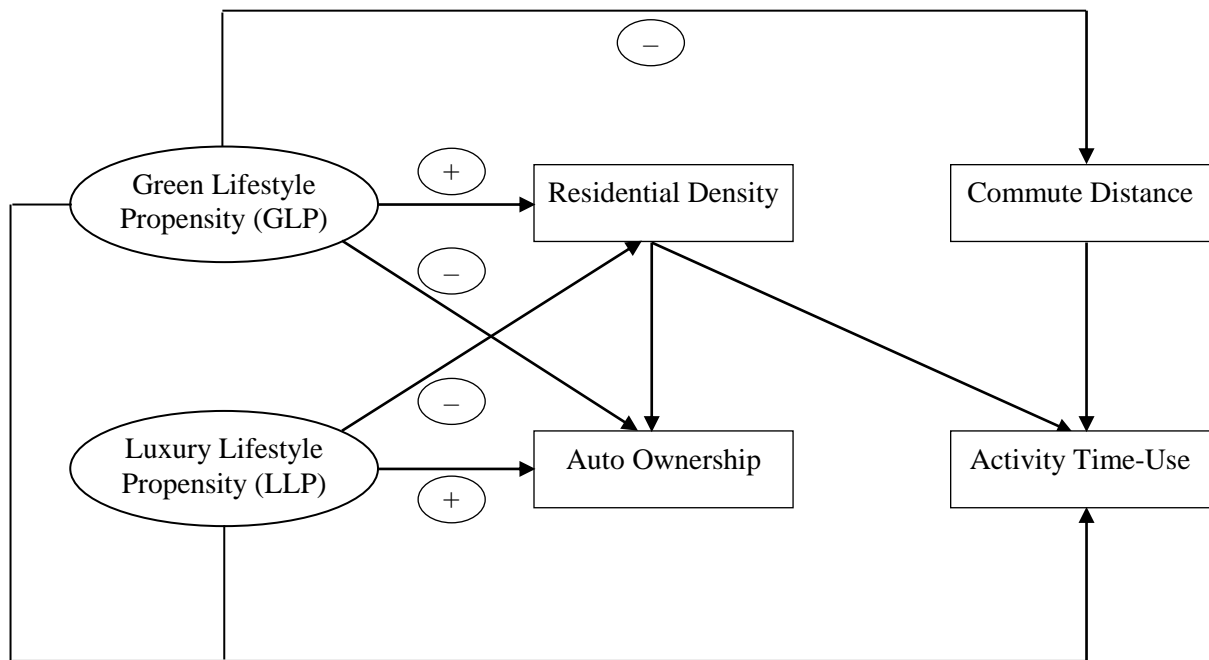 –
Green Lifestyle
Propensity (GLP)
+
Residential Density
Commute Distance
–
–
Luxury Lifestyle
Propensity (LLP)
Auto Ownership
Activity Time-Use
+